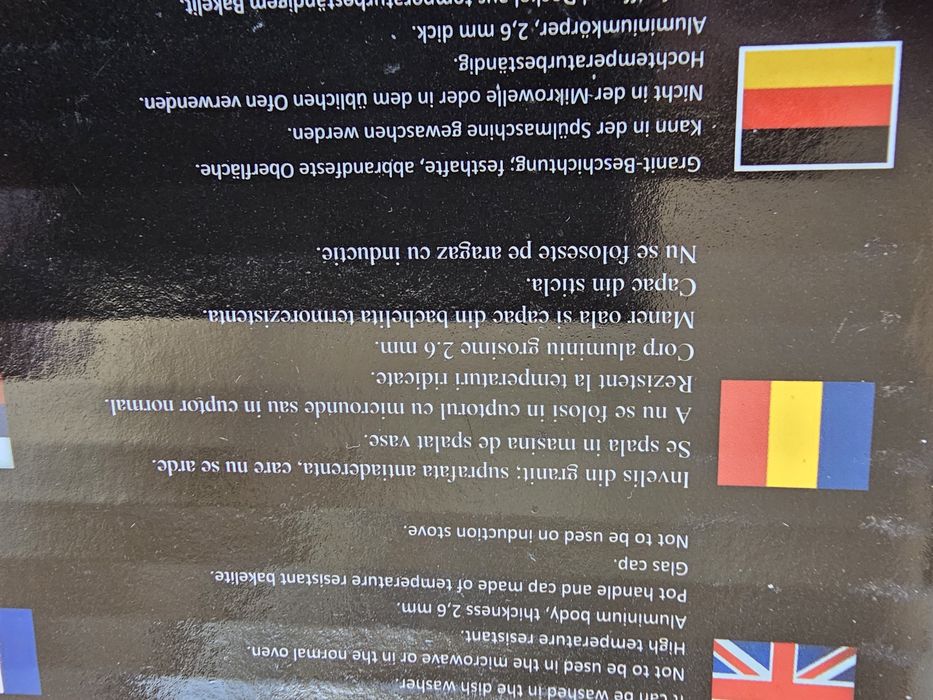 It can be washed in the dish washer.
Not to be used in the microwave or in the normal oven.
High temperature resistant.
Aluminium body, thickness 2,6 mm.
Pot handle and cap made of temperature resistant bakelite.
Glas cap.
Not to be used on induction stove.
Invelis din granit; suprafata antiaderenta, care nu se arde.
Se spala in masina de spalat vase.
A nu se folosi in cuptorul cu microunde sau in cuptor normal.
Rezistent la temperaturi ridicate.
Corp aluminiu grosime 2.6 mm.
Maner oala si capac din bachelita termorezistenta.
Capac din sticla.
Nu se foloseste pe aragaz cu inductie.
Granit-Beschichtung; festhafte, abbrandfeste Oberfläche.
Kann in der Spülmaschine gewaschen werden.
Nicht in der Mikrowelle oder in dem üblichen Ofen verwenden.
Hochtemperaturbeständig.
Aluminiumkörper, 2,6 mm dick.
aus temperaturbeständigem Bakelit.